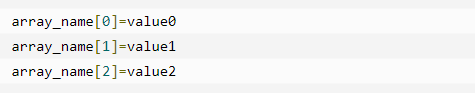 array_name[0]=value0
array_name[1]=value1
array_name[2]=value2